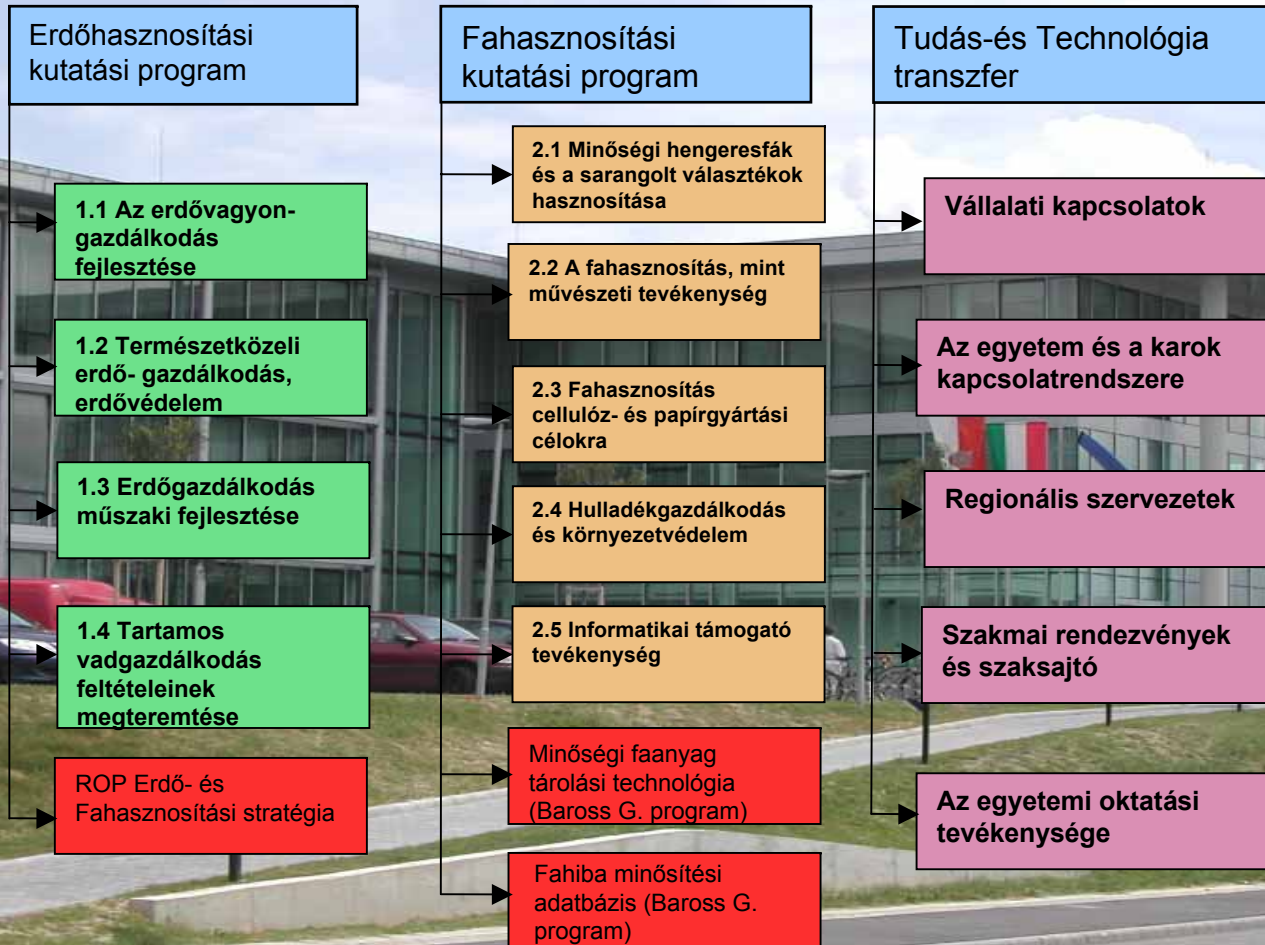 Erdőhasznosítási
kutatási program
1.1 Az erdővagyon-
gazdálkodás
fejlesztése
1.2 Természetközeli
erdő- gazdálkodás,
erdővédelem
1.3 Erdőgazdálkodás
műszaki fejlesztése
1.4 Tartamos
vadgazdálkodás
feltételeinek
megteremtése
ROP Erdő- és
Fahasznosítási stratégia
Fahasznosítási
kutatási program
2.1 Minőségi hengeresfák
és a sarangolt választékok
hasznosítása
2.2 A fahasznosítás, mint
művészeti tevékenység
2.3 Fahasznosítás
cellulóz- és papírgyártási
célokra
2.4 Hulladékgazdálkodás
és környezetvédelem
2.5 Informatikai támogató
tevékenység
Minőségi faanyag
tárolási technológia
(Baross G. program)
Fahiba minősítési
adatbázis (Baross G.
program)
Tudás-és Technológia
transzfer
Vállalati kapcsolatok
Az egyetem és a karok
kapcsolatrendszere
Regionális szervezetek
Szakmai rendezvények
és szaksajtó
Az egyetemi oktatási
tevékenysége